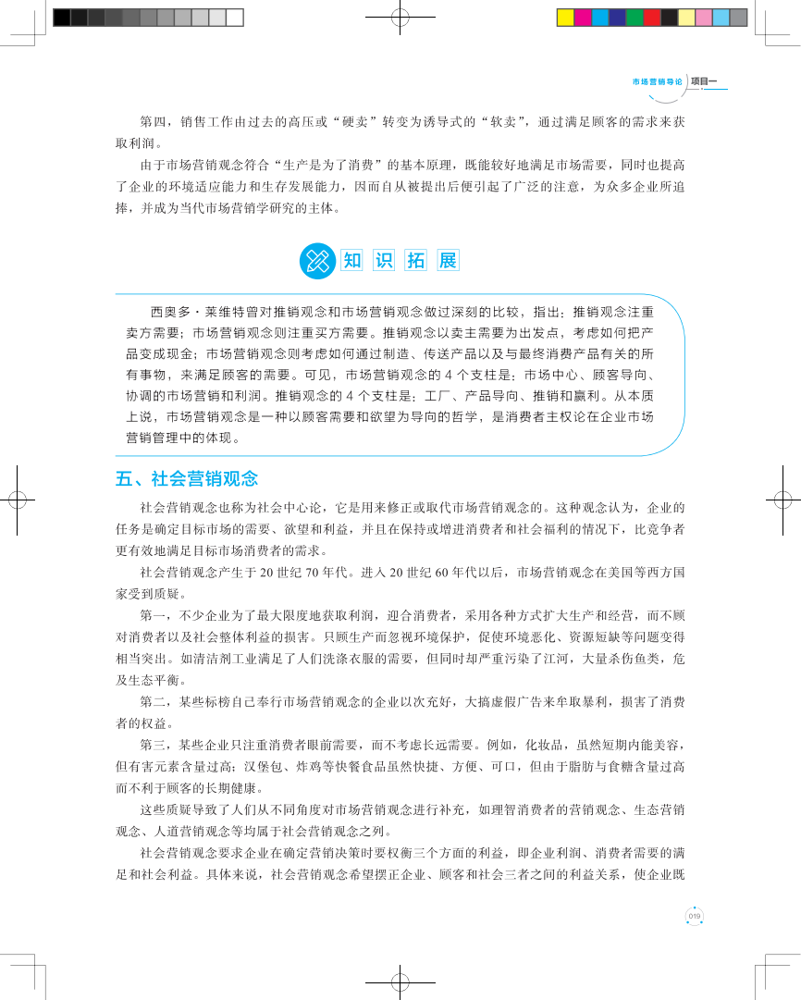 市场营销导论 项目一
第四，销售工作由过去的高压或“硬卖”转变为诱导式的“软卖”，通过满足顾客的需求来获
取利润。
由于市场营销观念符合“生产是为了消费”的基本原理，既能较好地满足市场需要，同时也提高
了企业的环境适应能力和生存发展能力，因而自从被提出后便引起了广泛的注意，为众多企业所追
捧，并成为当代市场营销学研究的主体。
知识拓展
西奥多·莱维特曾对推销观念和市场营销观念做过深刻的比较，指出：推销观念注重
卖方需要；市场营销观念则注重买方需要。推销观念以卖主需要为出发点，考虑如何把产
品变成现金；市场营销观念则考虑如何通过制造、传送产品以及与最终消费产品有关的所
有事物，来满足顾客的需要。可见，市场营销观念的 4 个支柱是：市场中心、顾客导向、
协调的市场营销和利润。推销观念的 4 个支柱是：工厂、产品导向、推销和赢利。从本质
上说，市场营销观念是一种以顾客需要和欲望为导向的哲学，是消费者主权论在企业市场
营销管理中的体现。
五、社会营销观念
社会营销观念也称为社会中心论，它是用来修正或取代市场营销观念的。这种观念认为，企业的
任务是确定目标市场的需要、欲望和利益，并且在保持或增进消费者和社会福利的情况下，比竞争者
更有效地满足目标市场消费者的需求。
社会营销观念产生于 20 世纪 70 年代。进入 20 世纪 60 年代以后，市场营销观念在美国等西方国
家受到质疑。
第一，不少企业为了最大限度地获取利润，迎合消费者，采用各种方式扩大生产和经营，而不顾
对消费者以及社会整体利益的损害。只顾生产而忽视环境保护，促使环境恶化、资源短缺等问题变得
相当突出。如清洁剂工业满足了人们洗涤衣服的需要，但同时却严重污染了江河，大量杀伤鱼类，危
及生态平衡。
第二，某些标榜自己奉行市场营销观念的企业以次充好，大搞虚假广告来牟取暴利，损害了消费
者的权益。
第三，某些企业只注重消费者眼前需要，而不考虑长远需要。例如，化妆品，虽然短期内能美容，
但有害元素含量过高；汉堡包、炸鸡等快餐食品虽然快捷、方便、可口，但由于脂肪与食糖含量过高
而不利于顾客的长期健康。
这些质疑导致了人们从不同角度对市场营销观念进行补充，如理智消费者的营销观念、生态营销
观念、人道营销观念等均属于社会营销观念之列。
社会营销观念要求企业在确定营销决策时要权衡三个方面的利益，即企业利润、消费者需要的满
足和社会利益。具体来说，社会营销观念希望摆正企业、顾客和社会三者之间的利益关系，使企业既
019